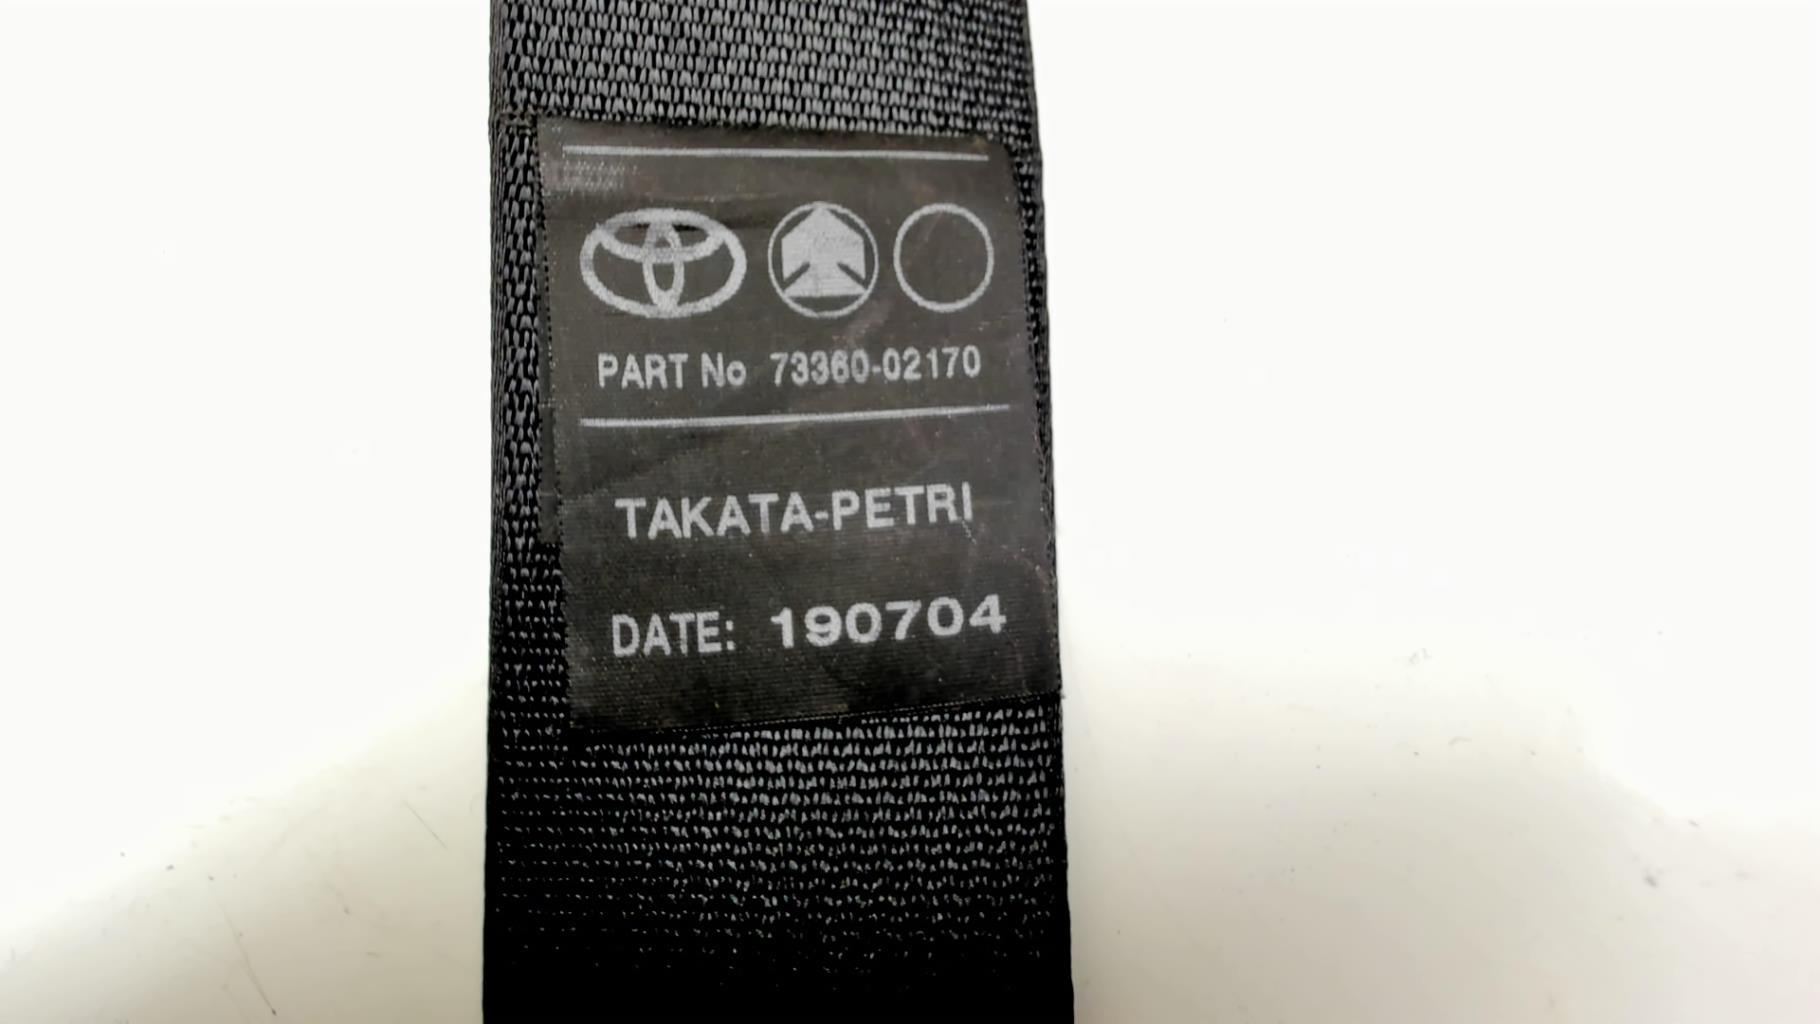 PART No 73360-02170
TAKATA-PETRI
DATE: 190704